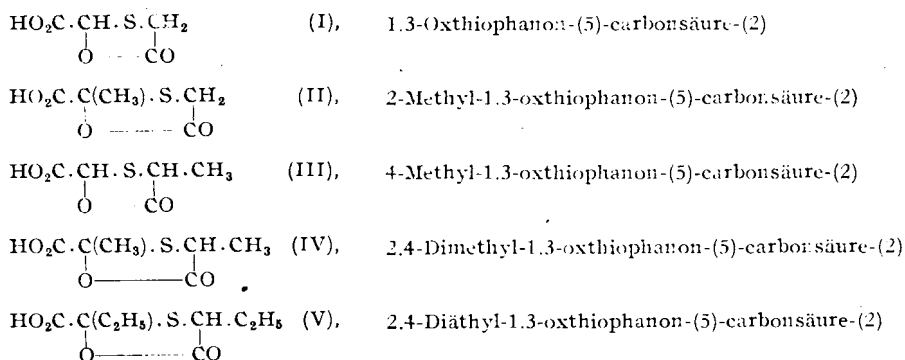 HO₂C.CH.S.CH₂ (I), 1.3-Oxthiophanon-(5)-carbonsäure-(2)
O CO
HO₂C.C(CH₃).S.CH₂ (II), 2-Methyl-1.3-oxthiophanon-(5)-carbonsäure-(2)
O CO
HO₂C.CH.S.CH.CH₃ (III), 4-Methyl-1.3-oxthiophanon-(5)-carbonsäure-(2)
O CO
HO₂C.C(CH₃).S.CH.CH₃ (IV), 2.4-Dimethyl-1.3-oxthiophanon-(5)-carbonsäure-(2)
O CO
HO₂C.C(C₂H₅).S.CH.C₂H₅ (V), 2.4-Diäthyl-1.3-oxthiophanon-(5)-carbonsäure-(2)
O CO